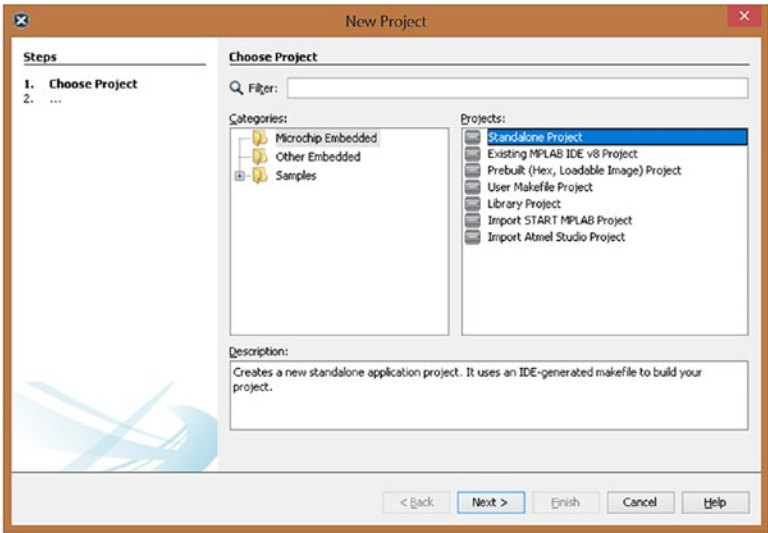 New Project
Steps
1. Choose Project
2. ...
Choose Project
Filter:
Categories:
Microchip Embedded
Other Embedded
Samples
Projects:
Standalone Project
Existing MPLAB IDE v8 Project
Prebuilt (Hex, Loadable Image) Project
User Makefile Project
Library Project
Import START MPLAB Project
Import Atmel Studio Project
Description:
Creates a new standalone application project. It uses an IDE-generated makefile to build your
project.
< Back
Next >
Finish
Cancel
Help